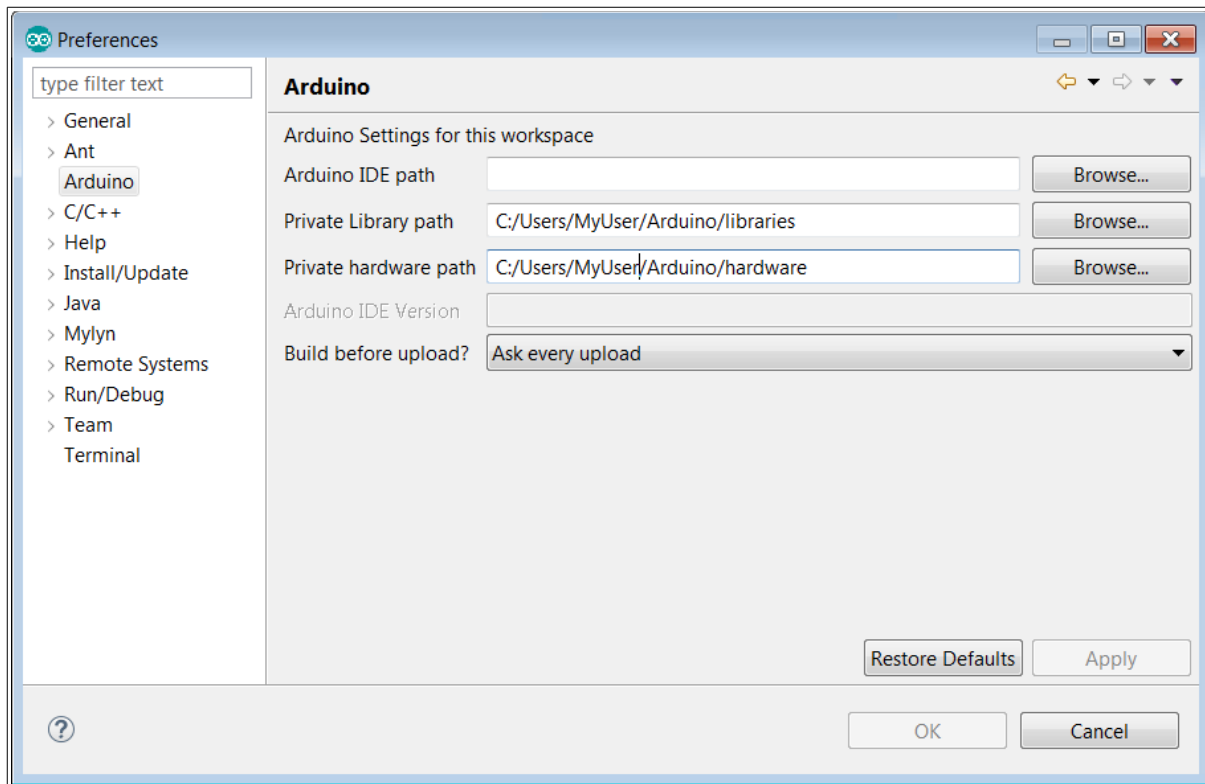 Preferences
type filter text
General
Ant
Arduino
C/C++
Help
Install/Update
Java
Mylyn
Remote Systems
Run/Debug
Team
Terminal
Arduino
Arduino Settings for this workspace
Arduino IDE path Browse...
Private Library path C:/Users/MyUser/Arduino/libraries Browse...
Private hardware path C:/Users/MyUser/Arduino/hardware Browse...
Arduino IDE Version
Build before upload? Ask every upload
Restore Defaults Apply
? OK Cancel